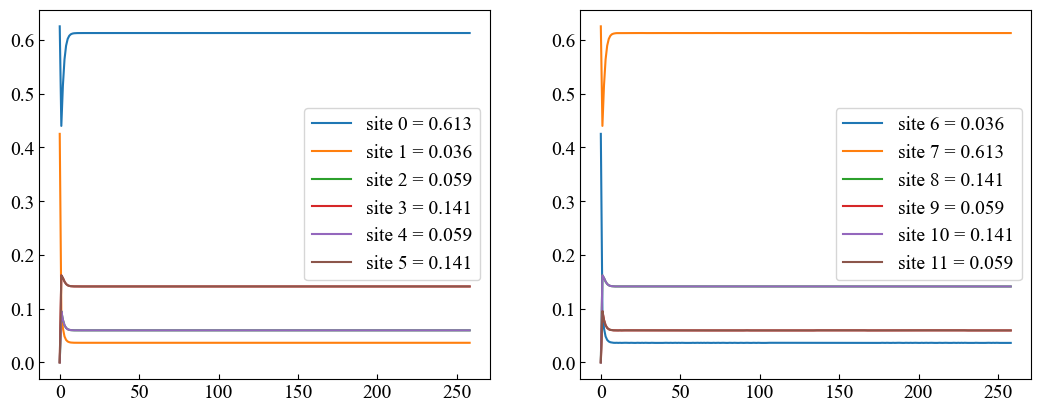 0.6
0.5
0.4
0.3
0.2
0.1
0.0
0 50 100 150 200 250
site 0 = 0.613
site 1 = 0.036
site 2 = 0.059
site 3 = 0.141
site 4 = 0.059
site 5 = 0.141
0.6
0.5
0.4
0.3
0.2
0.1
0.0
0 50 100 150 200 250
site 6 = 0.036
site 7 = 0.613
site 8 = 0.141
site 9 = 0.059
site 10 = 0.141
site 11 = 0.059